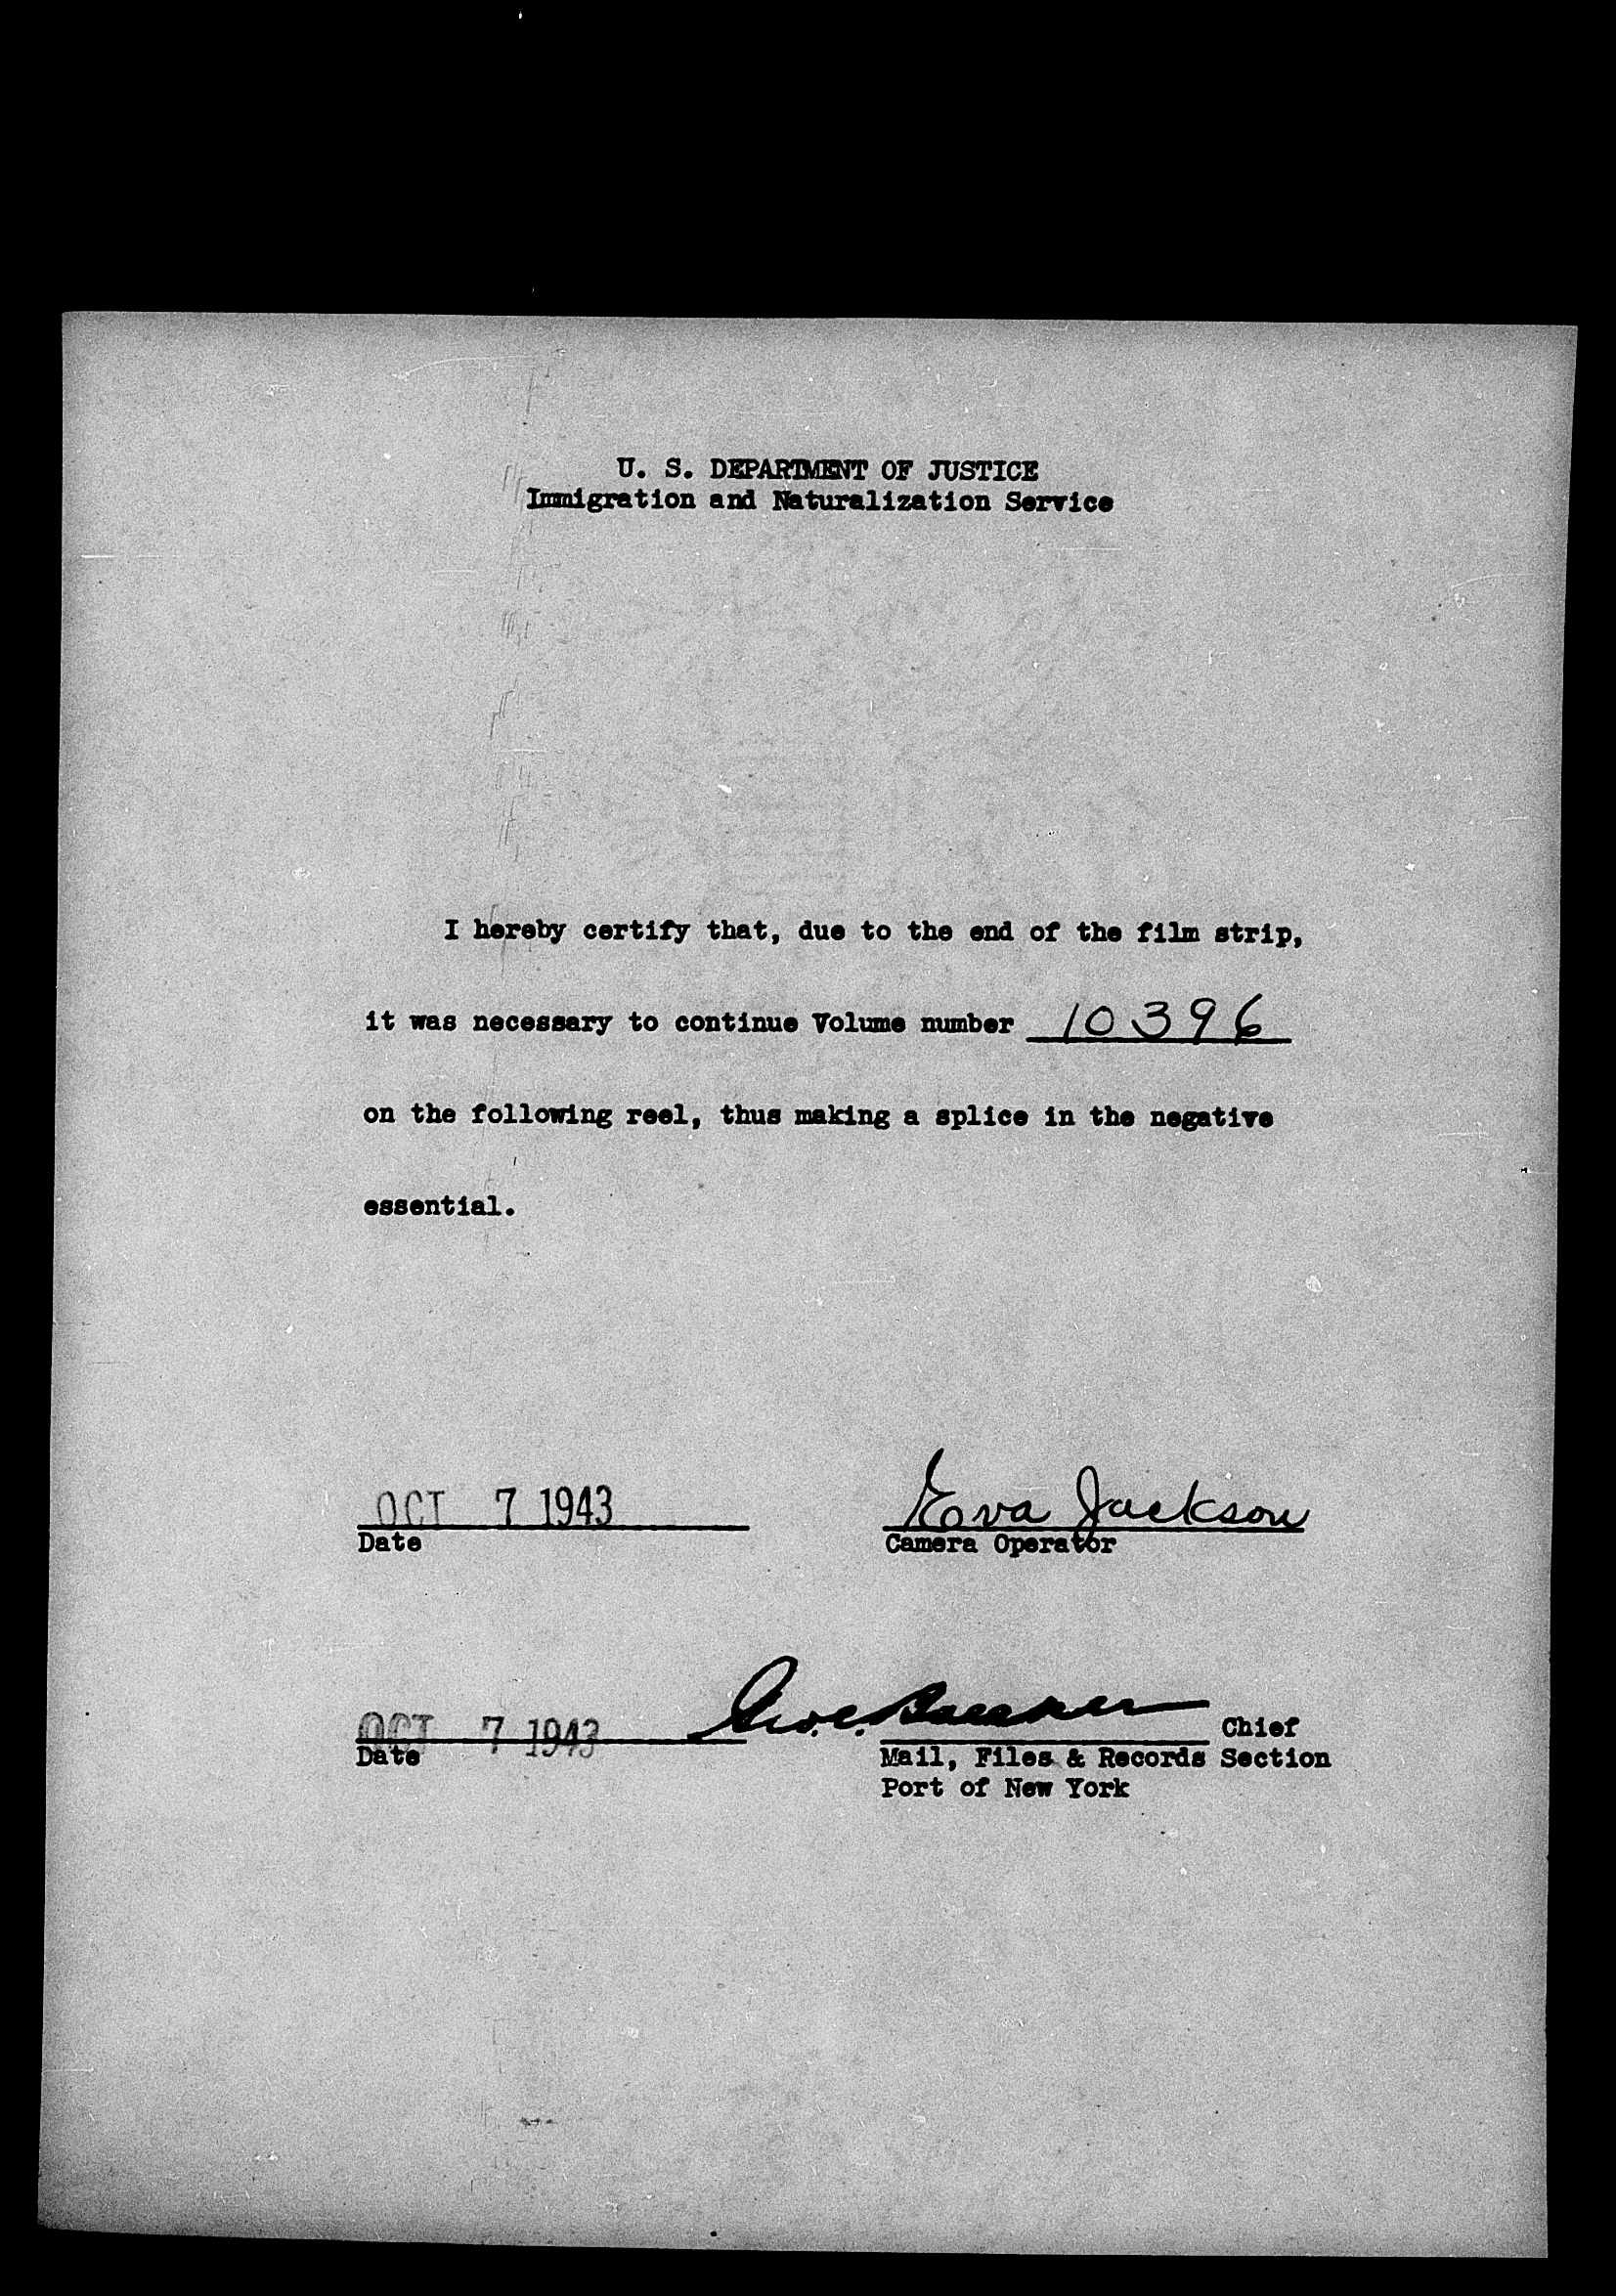 U. S. DEPARTMENT OF JUSTICE
Immigration and Naturalization Service
I hereby certify that, due to the end of the film strip,
it was necessary to continue Volume number 10396
on the following reel, thus making a splice in the negative
essential.
OCT 7 1943 Eva Jackson
Date Camera Operator
OCT 7 1943 Chief
Date Mail, Files & Records Section
Port of New York